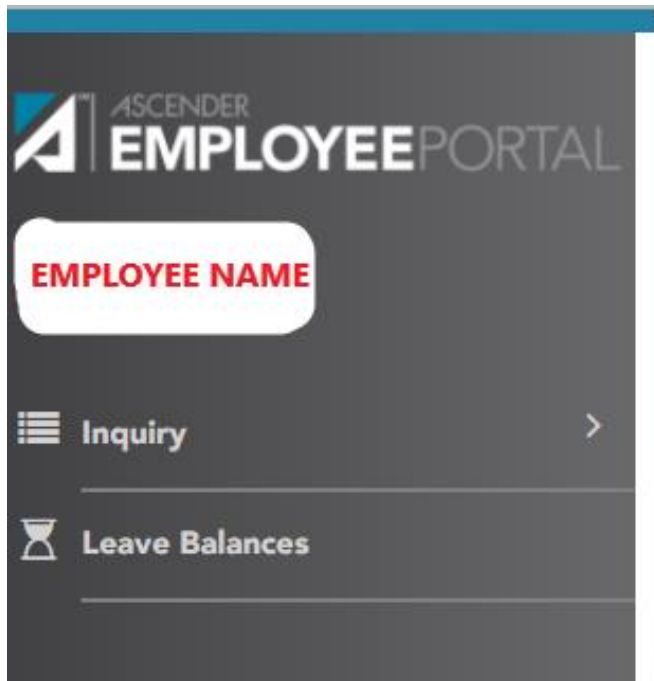 ASCENDER
EMPLOYEEPORTAL
EMPLOYEE NAME
Inquiry
Leave Balances